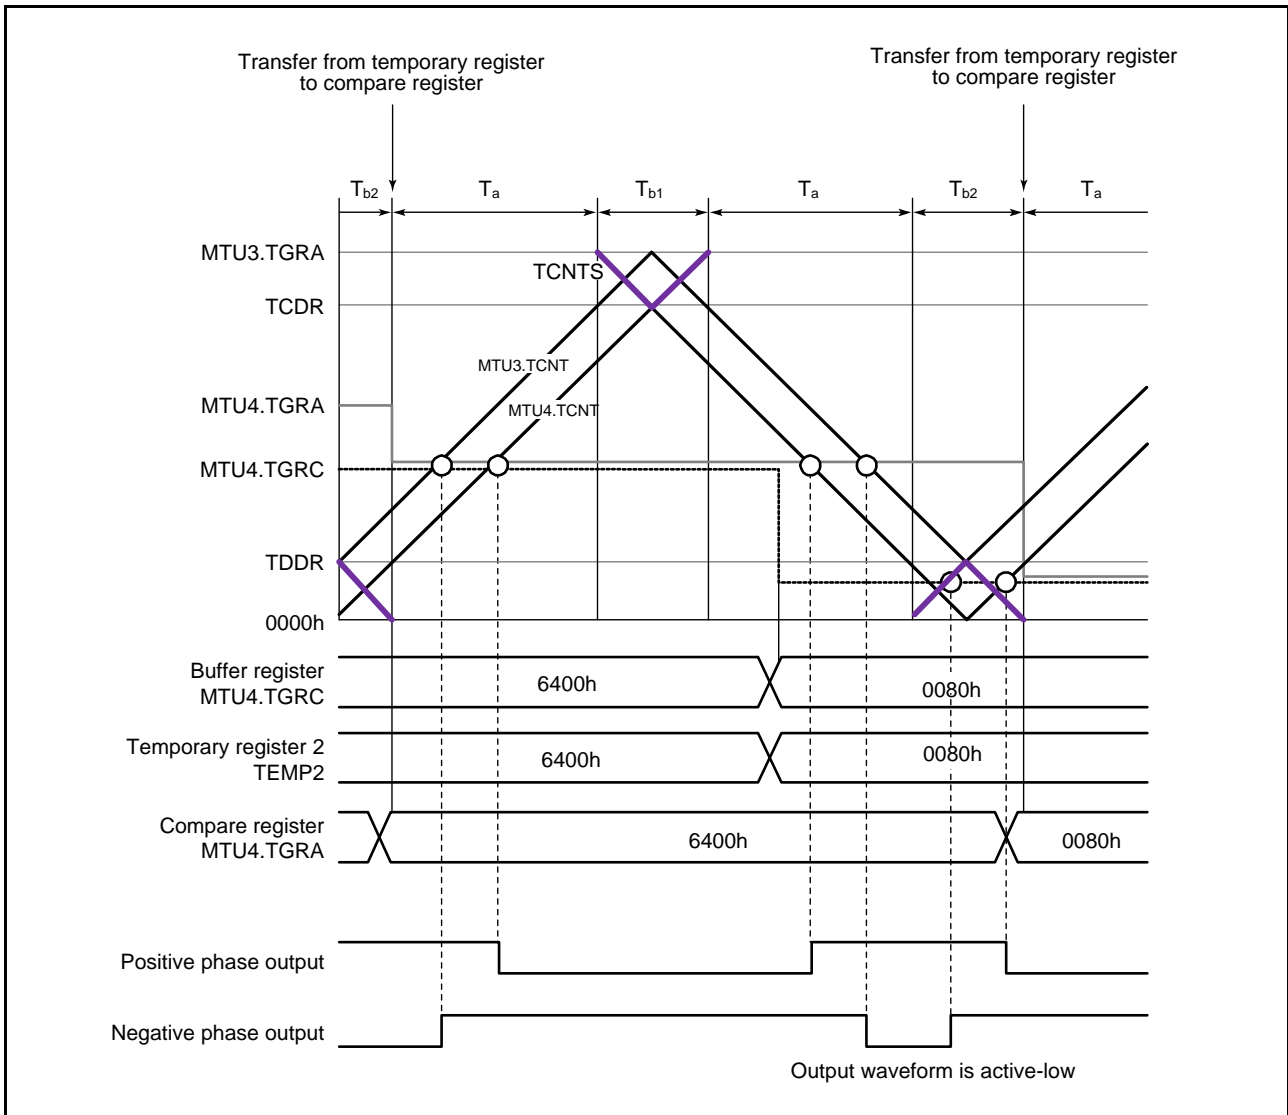 Transfer from temporary register
to compare register
Transfer from temporary register
to compare register
Tb2
Ta
Tb1
Ta
Tb2
Ta
MTU3.TGRA
TCNTS
TCDR
MTU3.TCNT
MTU4.TGRA
MTU4.TCNT
MTU4.TGRC
TDDR
0000h
Buffer register
MTU4.TGRC
6400h
0080h
Temporary register 2
TEMP2
6400h
0080h
Compare register
MTU4.TGRA
6400h
0080h
Positive phase output
Negative phase output
Output waveform is active-low